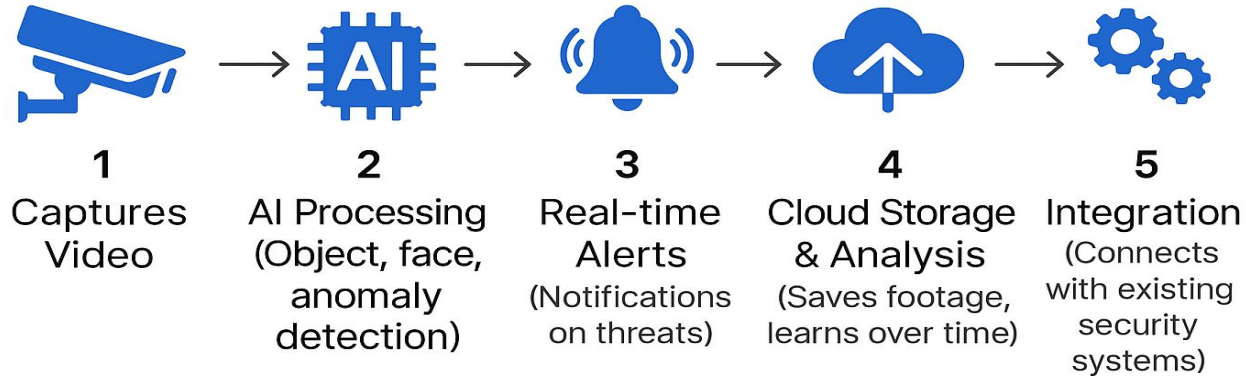 AI
1
Captures
Video
2
AI Processing
(Object, face,
anomaly
detection)
3
Real-time
Alerts
(Notifications
on threats)
4
Cloud Storage
& Analysis
(Saves footage,
learns over time)
5
Integration
(Connects
with existing
security
systems)